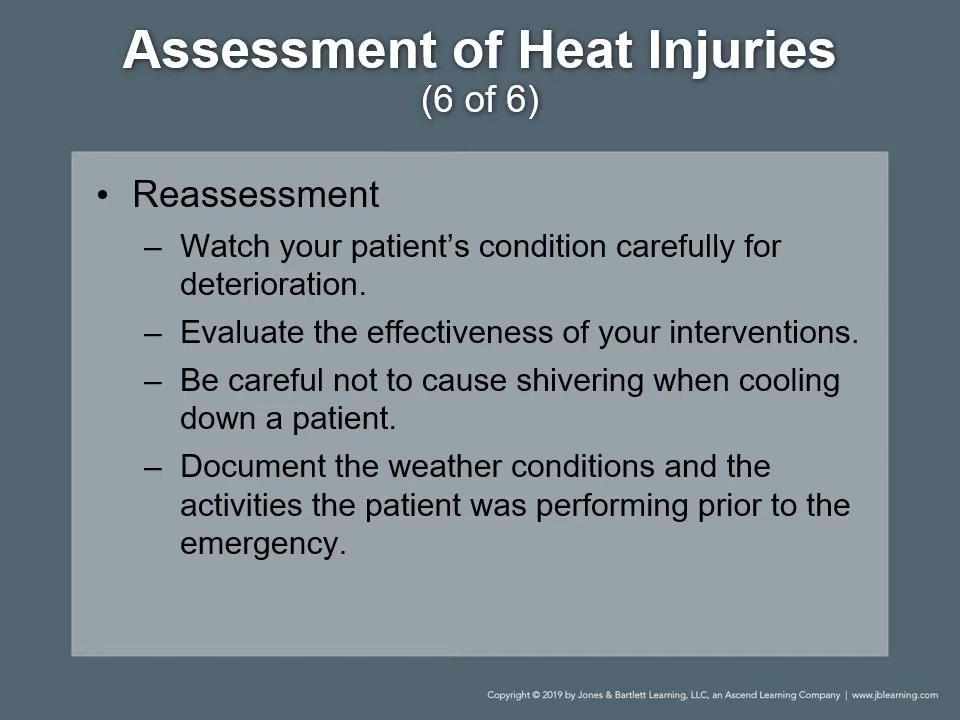 Assessment of Heat Injuries
(6 of 6)
• Reassessment
– Watch your patient’s condition carefully for
deterioration.
– Evaluate the effectiveness of your interventions.
– Be careful not to cause shivering when cooling
down a patient.
– Document the weather conditions and the
activities the patient was performing prior to the
emergency.
Copyright © 2019 by Jones & Bartlett Learning, LLC, an Ascend Learning Company | www.jblearning.com